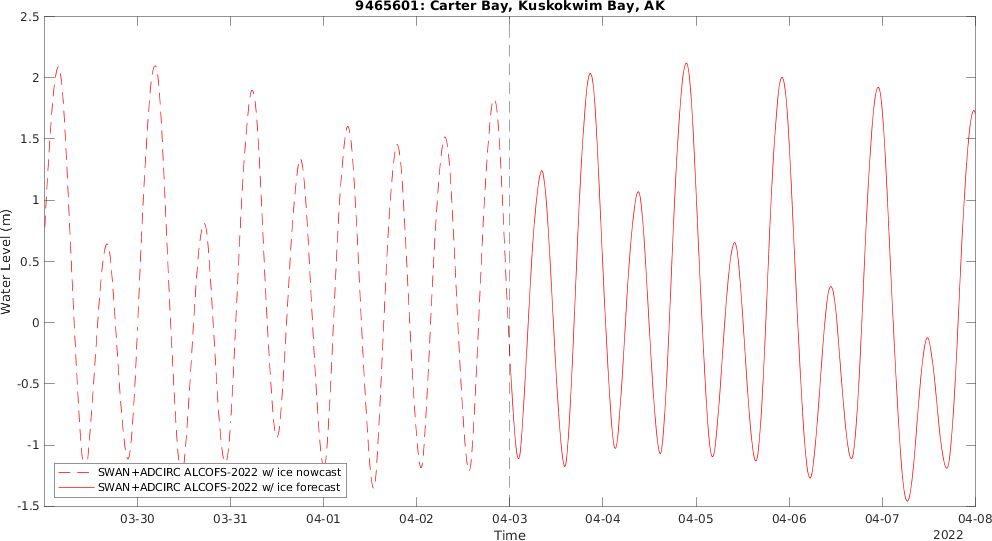 9465601: Carter Bay, Kuskokwim Bay, AK
2.5
2
1.5
1
0.5
0
-0.5
-1
-1.5
Water Level (m)
SWAN+ADCIRC ALCOFS-2022 w/ ice nowcast
SWAN+ADCIRC ALCOFS-2022 w/ ice forecast
03-30 03-31 04-01 04-02 04-03 04-04 04-05 04-06 04-07 04-08
Time
2022